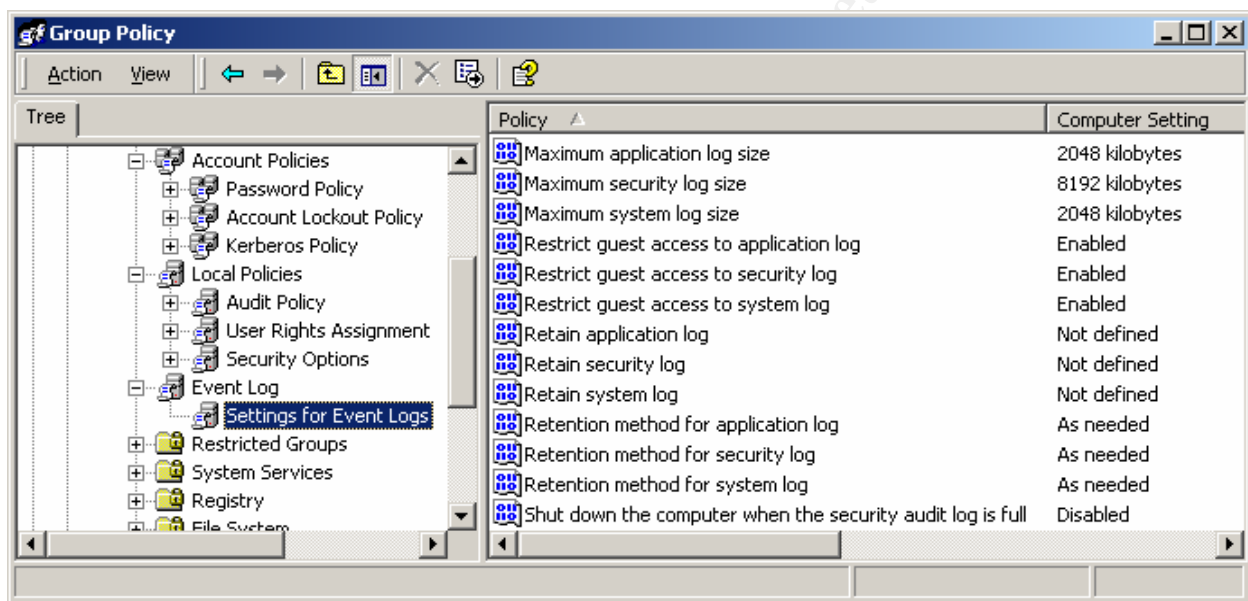 Group Policy
Action View
Tree
Policy Computer Setting
Account Policies
Password Policy
Account Lockout Policy
Kerberos Policy
Local Policies
Audit Policy
User Rights Assignment
Security Options
Event Log
Settings for Event Logs
Restricted Groups
System Services
Registry
File System
Maximum application log size 2048 kilobytes
Maximum security log size 8192 kilobytes
Maximum system log size 2048 kilobytes
Restrict guest access to application log Enabled
Restrict guest access to security log Enabled
Restrict guest access to system log Enabled
Retain application log Not defined
Retain security log Not defined
Retain system log Not defined
Retention method for application log As needed
Retention method for security log As needed
Retention method for system log As needed
Shut down the computer when the security audit log is full Disabled